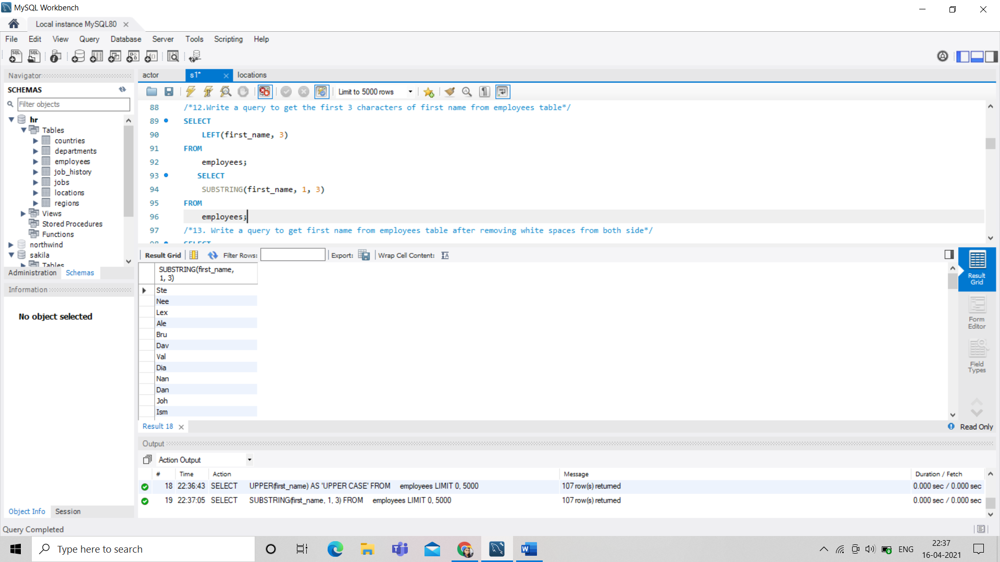 MySQL Workbench
Local instance MySQL80
File Edit View Query Database Server Tools Scripting Help
Navigator
SCHEMAS
Filter objects
hr
Tables
countries
departments
employees
job_history
jobs
locations
regions
Views
Stored Procedures
Functions
northwind
sakila
Tables
Administration Schemas
Information
No object selected
Object Info Session
actor s1* locations
Limit to 5000 rows
88 /*12.Write a query to get the first 3 characters of first name from employees table*/
89 SELECT
90 LEFT(first_name, 3)
91 FROM
92 employees;
93 SELECT
94 SUBSTRING(first_name, 1, 3)
95 FROM
96 employees;
97 /*13. Write a query to get first name from employees table after removing white spaces from both side*/
98 SELECT
Result Grid Filter Rows: Export: Wrap Cell Content:
SUBSTRING(first_name,
1, 3)
Ste
Nee
Lex
Ale
Bru
Dav
Val
Dia
Nan
Dan
Joh
Ism
Result
Grid
Form
Editor
Field
Types
Result 18
Read Only
Output
Action Output
# Time Action Message Duration / Fetch
18 22:36:43 SELECT UPPER(first_name) AS 'UPPER CASE' FROM employees LIMIT 0, 5000 107 row(s) returned 0.000 sec / 0.000 sec
19 22:37:05 SELECT SUBSTRING(first_name, 1, 3) FROM employees LIMIT 0, 5000 107 row(s) returned 0.000 sec / 0.000 sec
Query Completed
Type here to search
ENG
22:37
16-04-2021